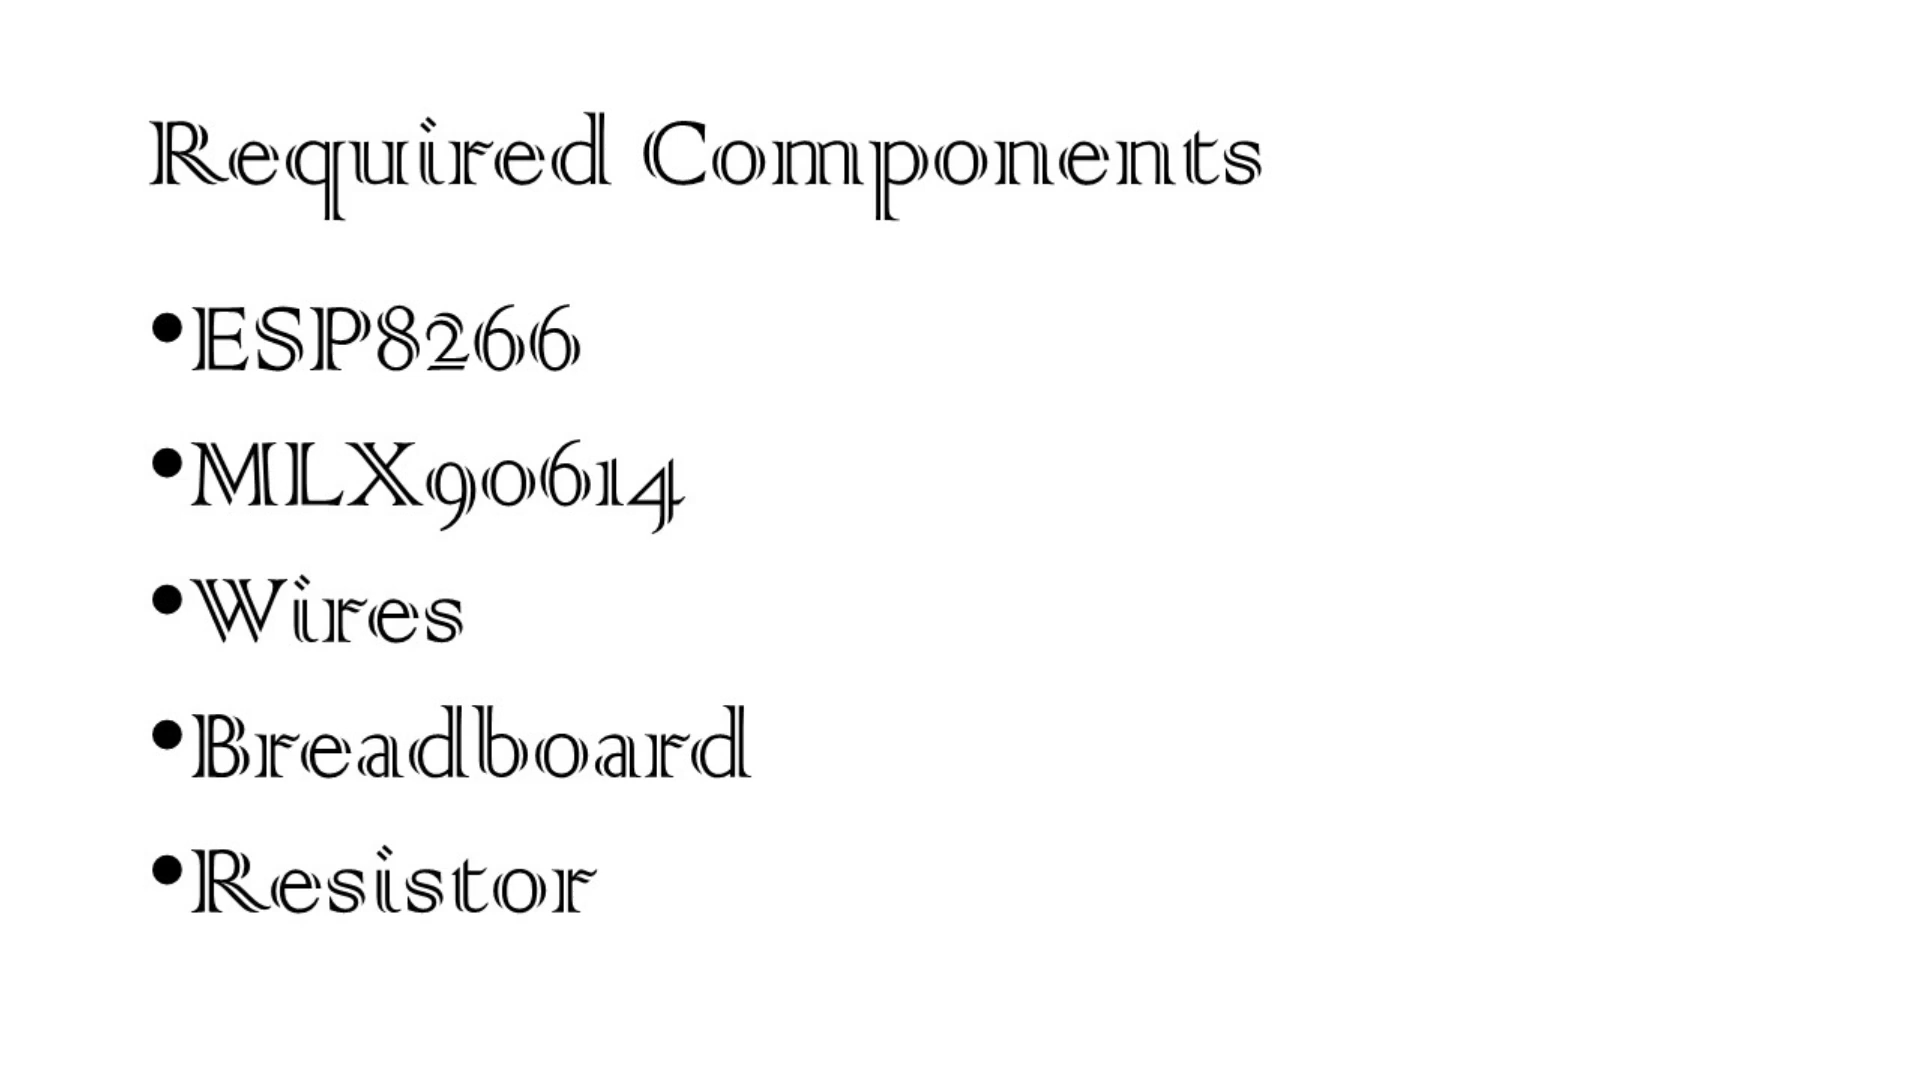 Required Components
•ESP8266
•MLX90614
•Wires
•Breadboard
•Resistor